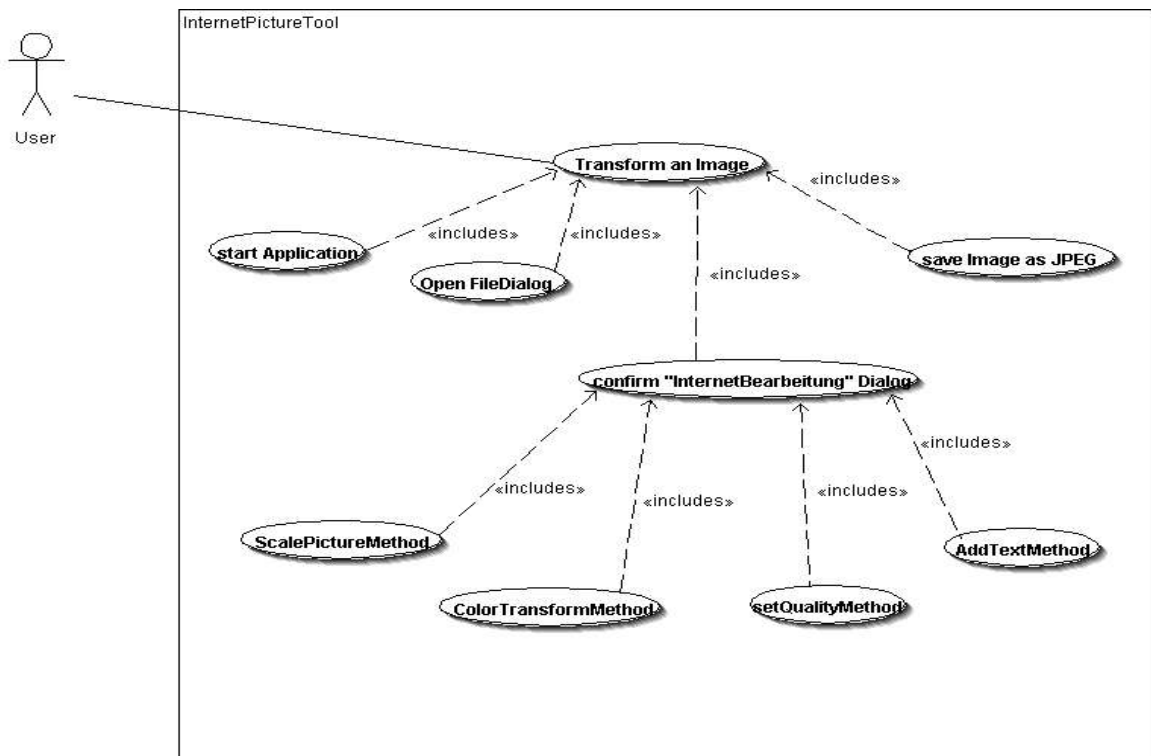 InternetPictureTool
User
Transform an Image
«includes»
«includes»
«includes»
start Application
save Image as JPEG
«includes»
Open FileDialog
confirm "InternetBearbeitung" Dialog
«includes»
«includes»
«includes»
«includes»
ScalePictureMethod
AddTextMethod
ColorTransformMethod
setQualityMethod